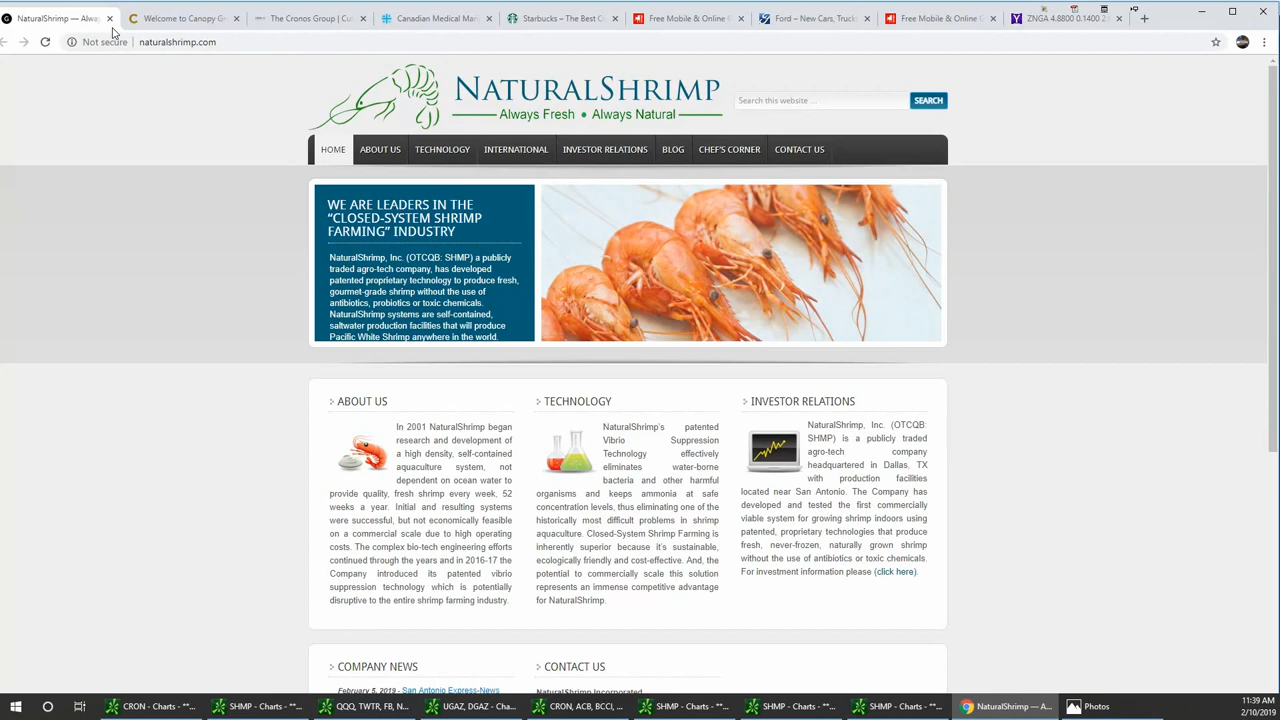 NaturalShrimp — Alwa
Welcome to Canopy G
The Cronos Group | Cu
Canadian Medical Mar
Starbucks – The Best C
Free Mobile & Online G
Ford – New Cars, Truck
Free Mobile & Online G
ZNGA 4.8800 0.1400 2.
Not secure | naturalshrimp.com
NATURALSHRIMP
Always Fresh • Always Natural
Search this website ...
SEARCH
HOME
ABOUT US
TECHNOLOGY
INTERNATIONAL
INVESTOR RELATIONS
BLOG
CHEF'S CORNER
CONTACT US
WE ARE LEADERS IN THE
“CLOSED-SYSTEM SHRIMP
FARMING” INDUSTRY
NaturalShrimp, Inc. (OTCQB: SHMP) a publicly
traded agro-tech company, has developed
patented proprietary technology to produce fresh,
gourmet-grade shrimp without the use of
antibiotics, probiotics or toxic chemicals.
NaturalShrimp systems are self-contained,
saltwater production facilities that will produce
Pacific White Shrimp anywhere in the world.
ABOUT US
In 2001 NaturalShrimp began
research and development of
a high density, self-contained
aquaculture system, not
dependent on ocean water to
provide quality, fresh shrimp every week, 52
weeks a year. Initial and resulting systems
were successful, but not economically feasible
on a commercial scale due to high operating
costs. The complex bio-tech engineering efforts
continued through the years and in 2016-17 the
Company introduced its patented vibrio
suppression technology which is potentially
disruptive to the entire shrimp farming industry.
TECHNOLOGY
NaturalShrimp's patented
Vibrio Suppression
Technology effectively
eliminates water-borne
bacteria and other harmful
organisms and keeps ammonia at safe
concentration levels, thus eliminating one of the
historically most difficult problems in shrimp
aquaculture. Closed-System Shrimp Farming is
inherently superior because it's sustainable,
ecologically friendly and cost-effective. And, the
potential to commercially scale this solution
represents an immense competitive advantage
for NaturalShrimp.
INVESTOR RELATIONS
NaturalShrimp, Inc. (OTCQB:
SHMP) is a publicly traded
agro-tech company
headquartered in Dallas, TX
with production facilities
located near San Antonio. The Company has
developed and tested the first commercially
viable system for growing shrimp indoors using
patented, proprietary technologies that produce
fresh, never-frozen, naturally grown shrimp
without the use of antibiotics or toxic chemicals.
For investment information please (click here).
COMPANY NEWS
February 5, 2019 - San Antonio Express-News
CONTACT US
NaturalShrimp Incorporated
CRON - Charts - **...
SHMP - Charts - **...
QQQ, TWTR, FB, N...
UGAZ, DGAZ - Cha...
CRON, ACB, BCCI, ...
SHMP - Charts - **...
SHMP - Charts - **...
SHMP - Charts - **...
NaturalShrimp — A...
Photos
11:39 AM
2/10/2019